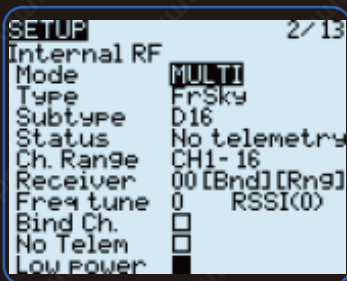 SETUP 2/13
Internal RF
Mode MULTI
Type FrSky
Subtype D16
Status No telemetry
Ch. Range CH1-16
Receiver 00 [Bnd] [Rng]
Freq tune 0 RSSI(0)
Bind Ch.
No Telem
Low power